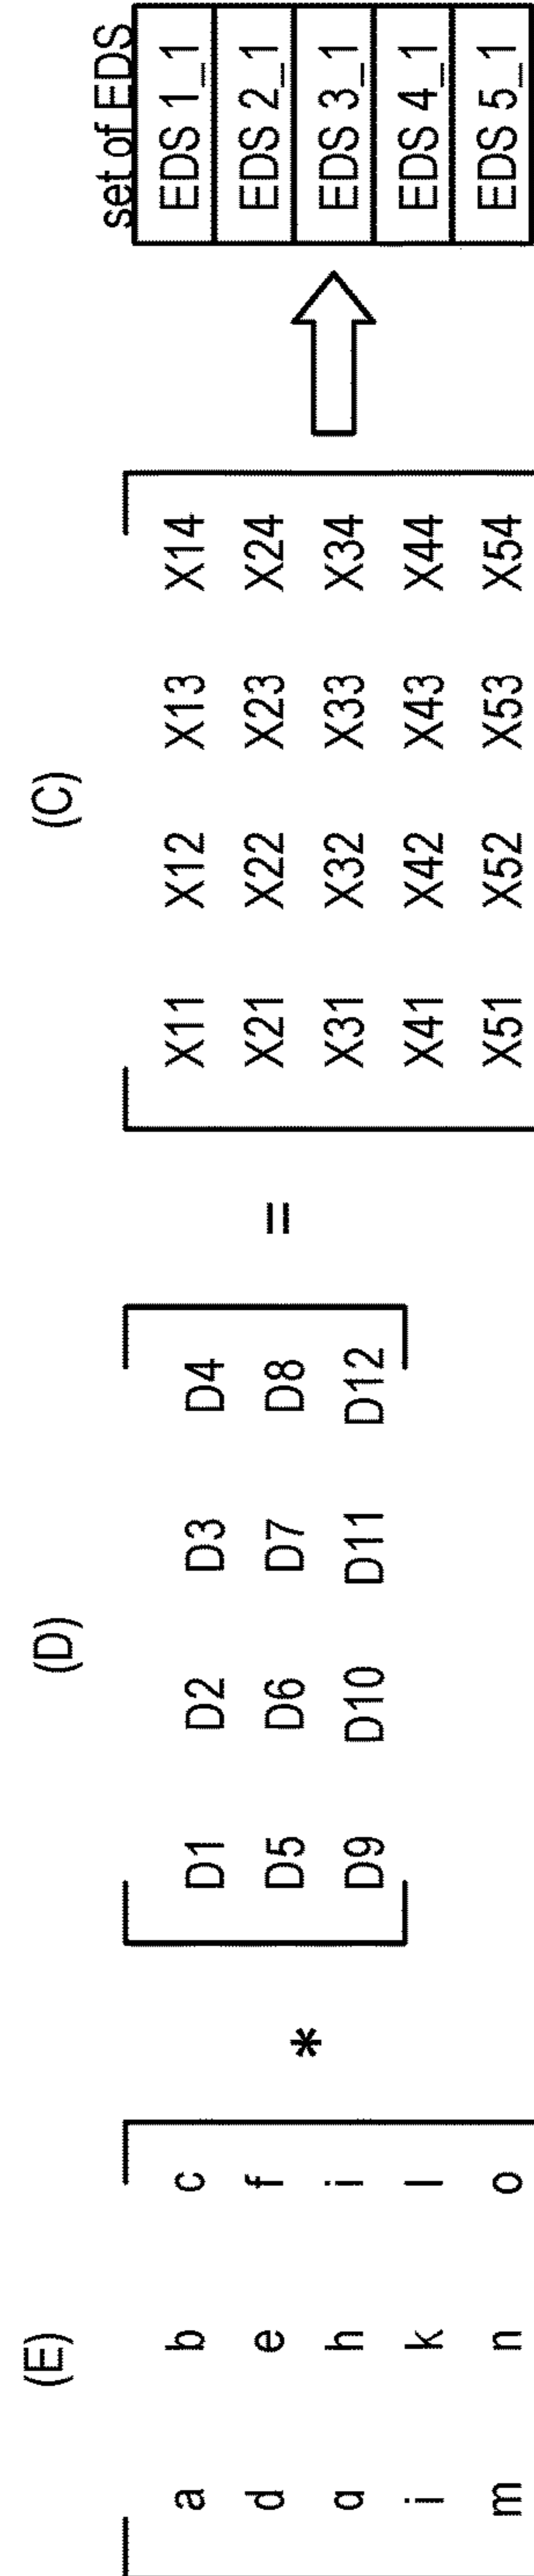 (E) (D) (C) set of EDS
a b c D1 D2 D3 D4 X11 X12 X13 X14 EDS 1_1
d e f * D5 D6 D7 D8 = X21 X22 X23 X24 EDS 2_1
g h i D9 D10 D11 D12 X31 X32 X33 X34 EDS 3_1
j k l X41 X42 X43 X44 EDS 4_1
m n o X51 X52 X53 X54 EDS 5_1